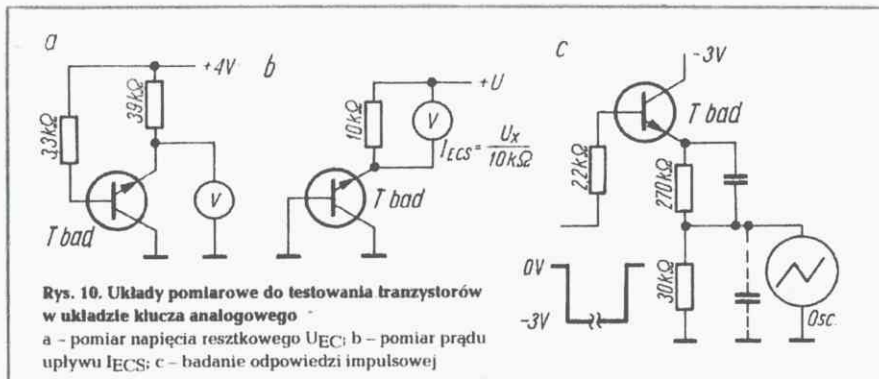 a
+4V
33kΩ
39kΩ
T bad
V
b
+U
10kΩ
V
I_ECS = U_x / 10kΩ
T bad
c
-3V
T bad
22kΩ
270kΩ
30kΩ
0V
-3V
Osc.
Rys. 10. Układy pomiarowe do testowania tranzystorów
w układzie klucza analogowego
a – pomiar napięcia resztkowego U_EC; b – pomiar prądu
upływu I_ECS; c – badanie odpowiedzi impulsowej